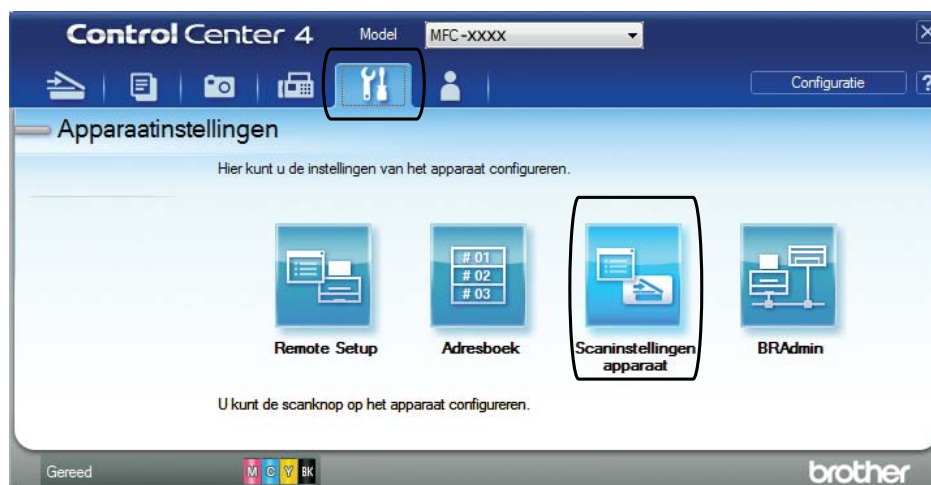 Control Center 4 Model MFC-XXXX
Configuratie ?
Apparaatinstellingen
Hier kunt u de instellingen van het apparaat configureren.
# 01
# 02
# 03
Remote Setup Adresboek Scaninstellingen apparaat BRAdmin
U kunt de scanknop op het apparaat configureren.
Gereed M C Y BK brother